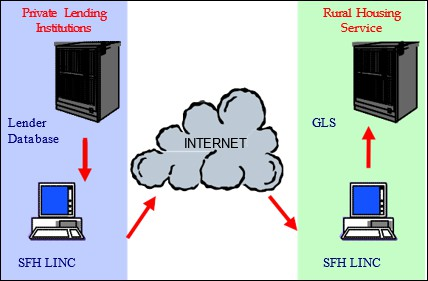 Private Lending
Institutions
Lender
Database
SFH LINC
INTERNET
Rural Housing
Service
GLS
SFH LINC